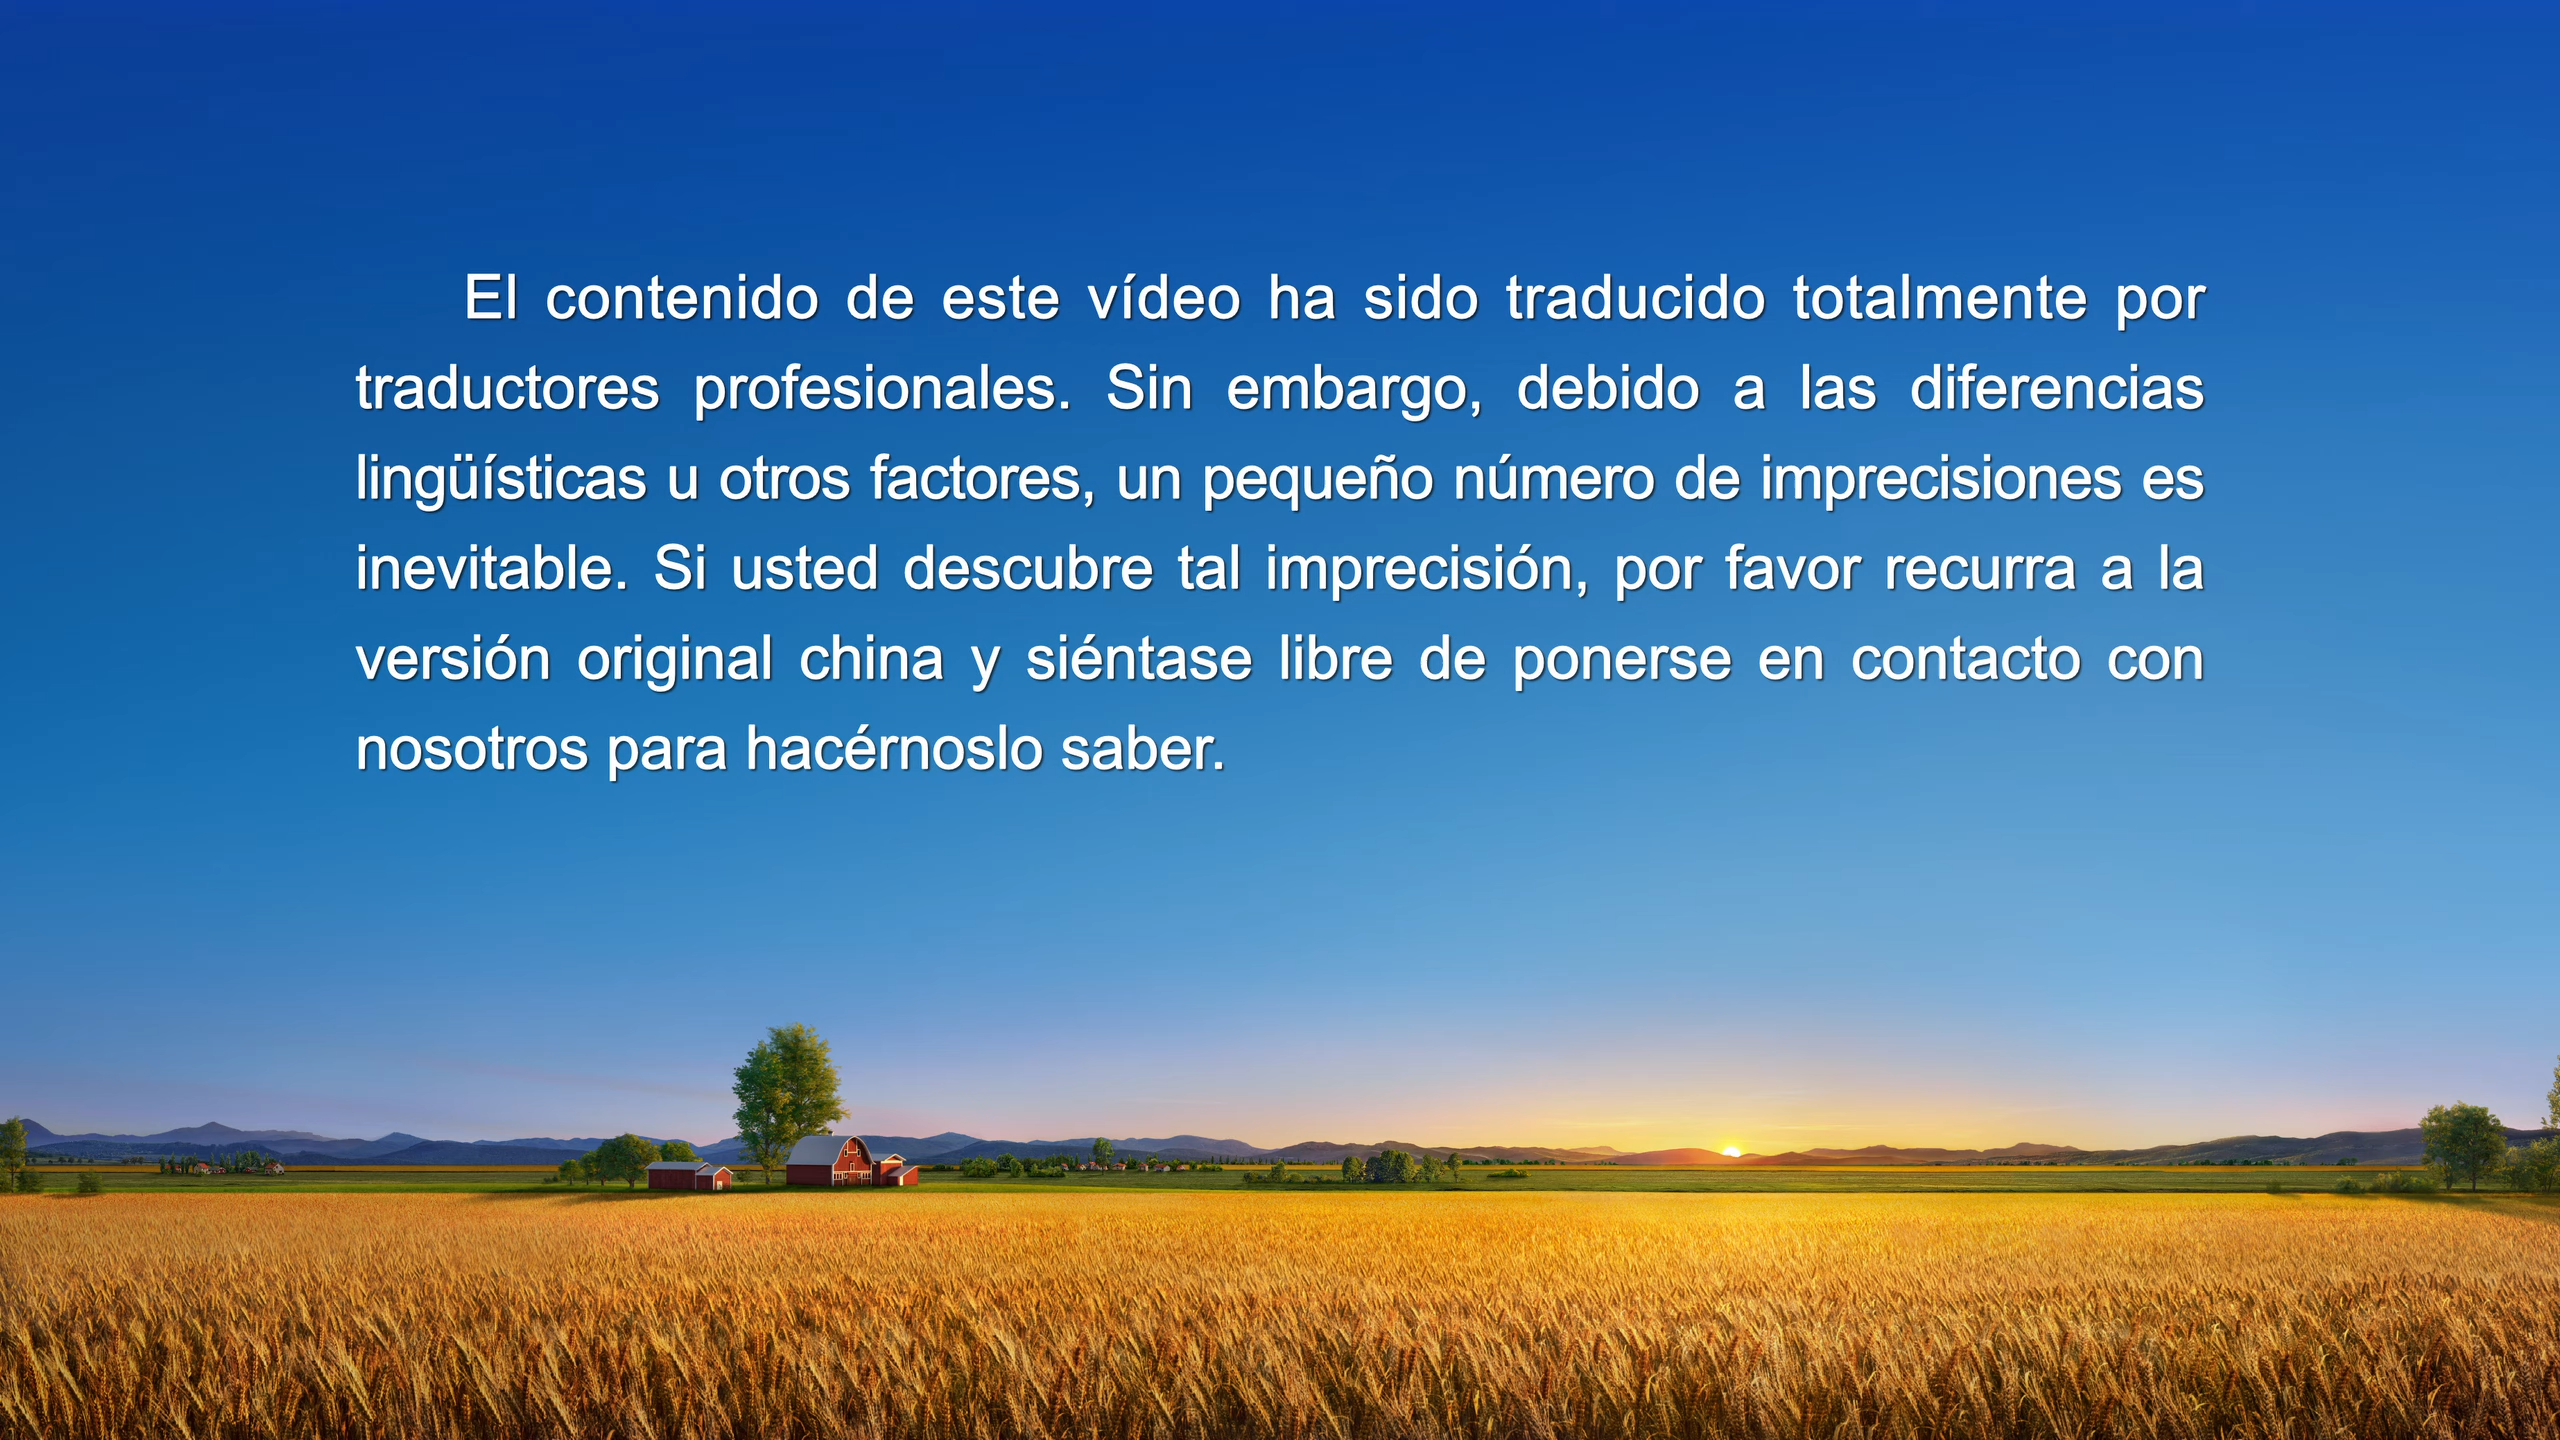 El contenido de este vídeo ha sido traducido totalmente por
traductores profesionales. Sin embargo, debido a las diferencias
lingüísticas u otros factores, un pequeño número de imprecisiones es
inevitable. Si usted descubre tal imprecisión, por favor recurra a la
versión original china y siéntase libre de ponerse en contacto con
nosotros para hacérnoslo saber.